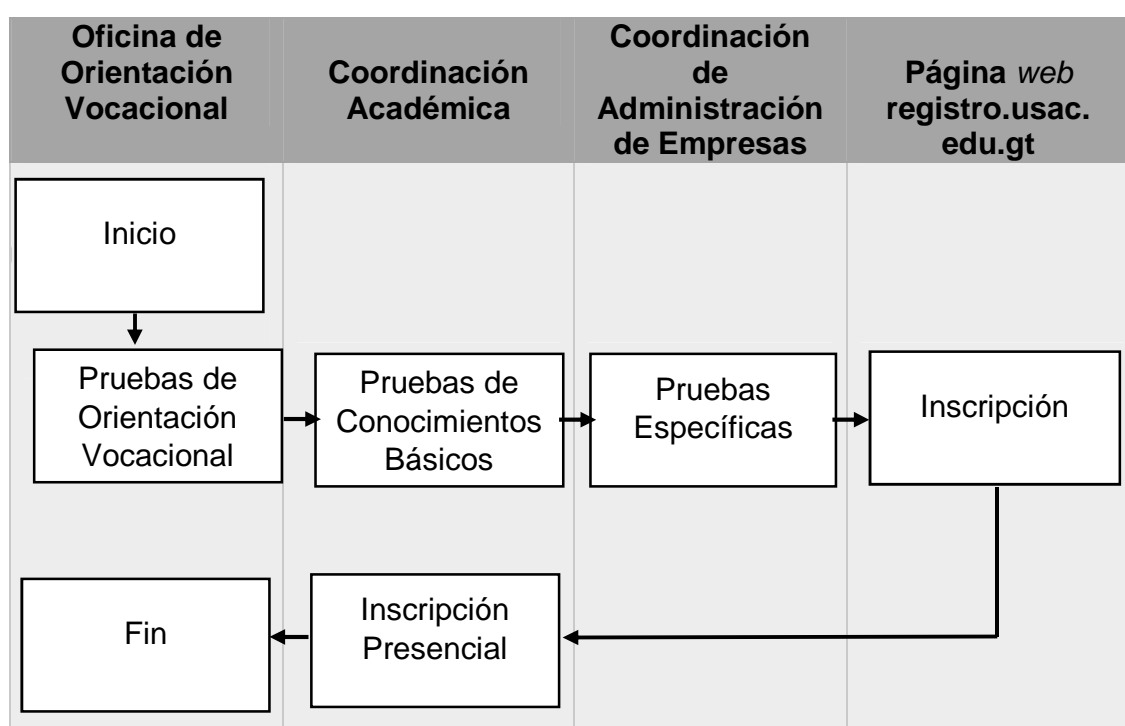 Oficina de
Orientación
Vocacional
Coordinación
Académica
Coordinación
de
Administración
de Empresas
Página web
registro.usac.
edu.gt
Inicio
Pruebas de
Orientación
Vocacional
Pruebas de
Conocimientos
Básicos
Pruebas
Específicas
Inscripción
Fin
Inscripción
Presencial